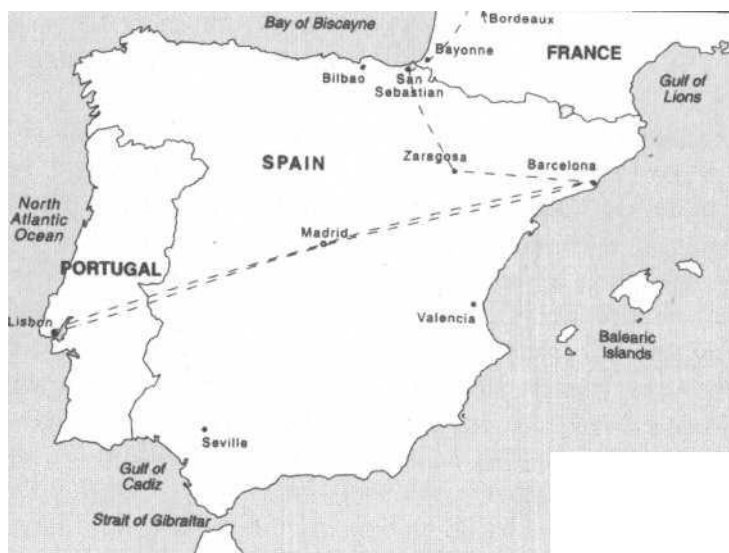 Bay of Biscayne
Bordeaux
Bayonne
FRANCE
Bilbao
San
Sebastian
Gulf of
Lions
SPAIN
Zaragosa
Barcelona
North
Atlantic
Ocean
Madrid
PORTUGAL
Lisbon
Valencia
Balearic
Islands
Seville
Gulf of
Cadiz
Strait of Gibraltar